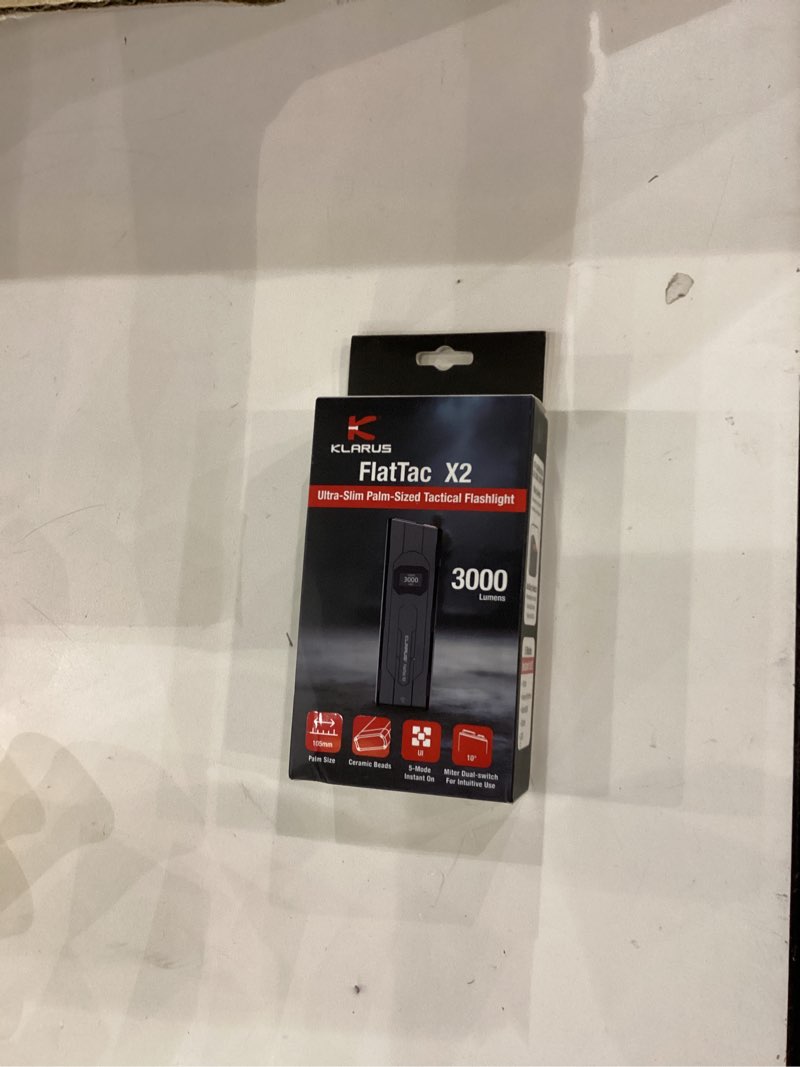 KLARUS
FlatTac X2
Ultra-Slim Palm-Sized Tactical Flashlight
3000
3000
Lumens
KLARUS
105mm
UI
10°
Palm Size
Ceramic Beads
5-Mode
Instant On
Miter Dual-switch
For Intuitive Use